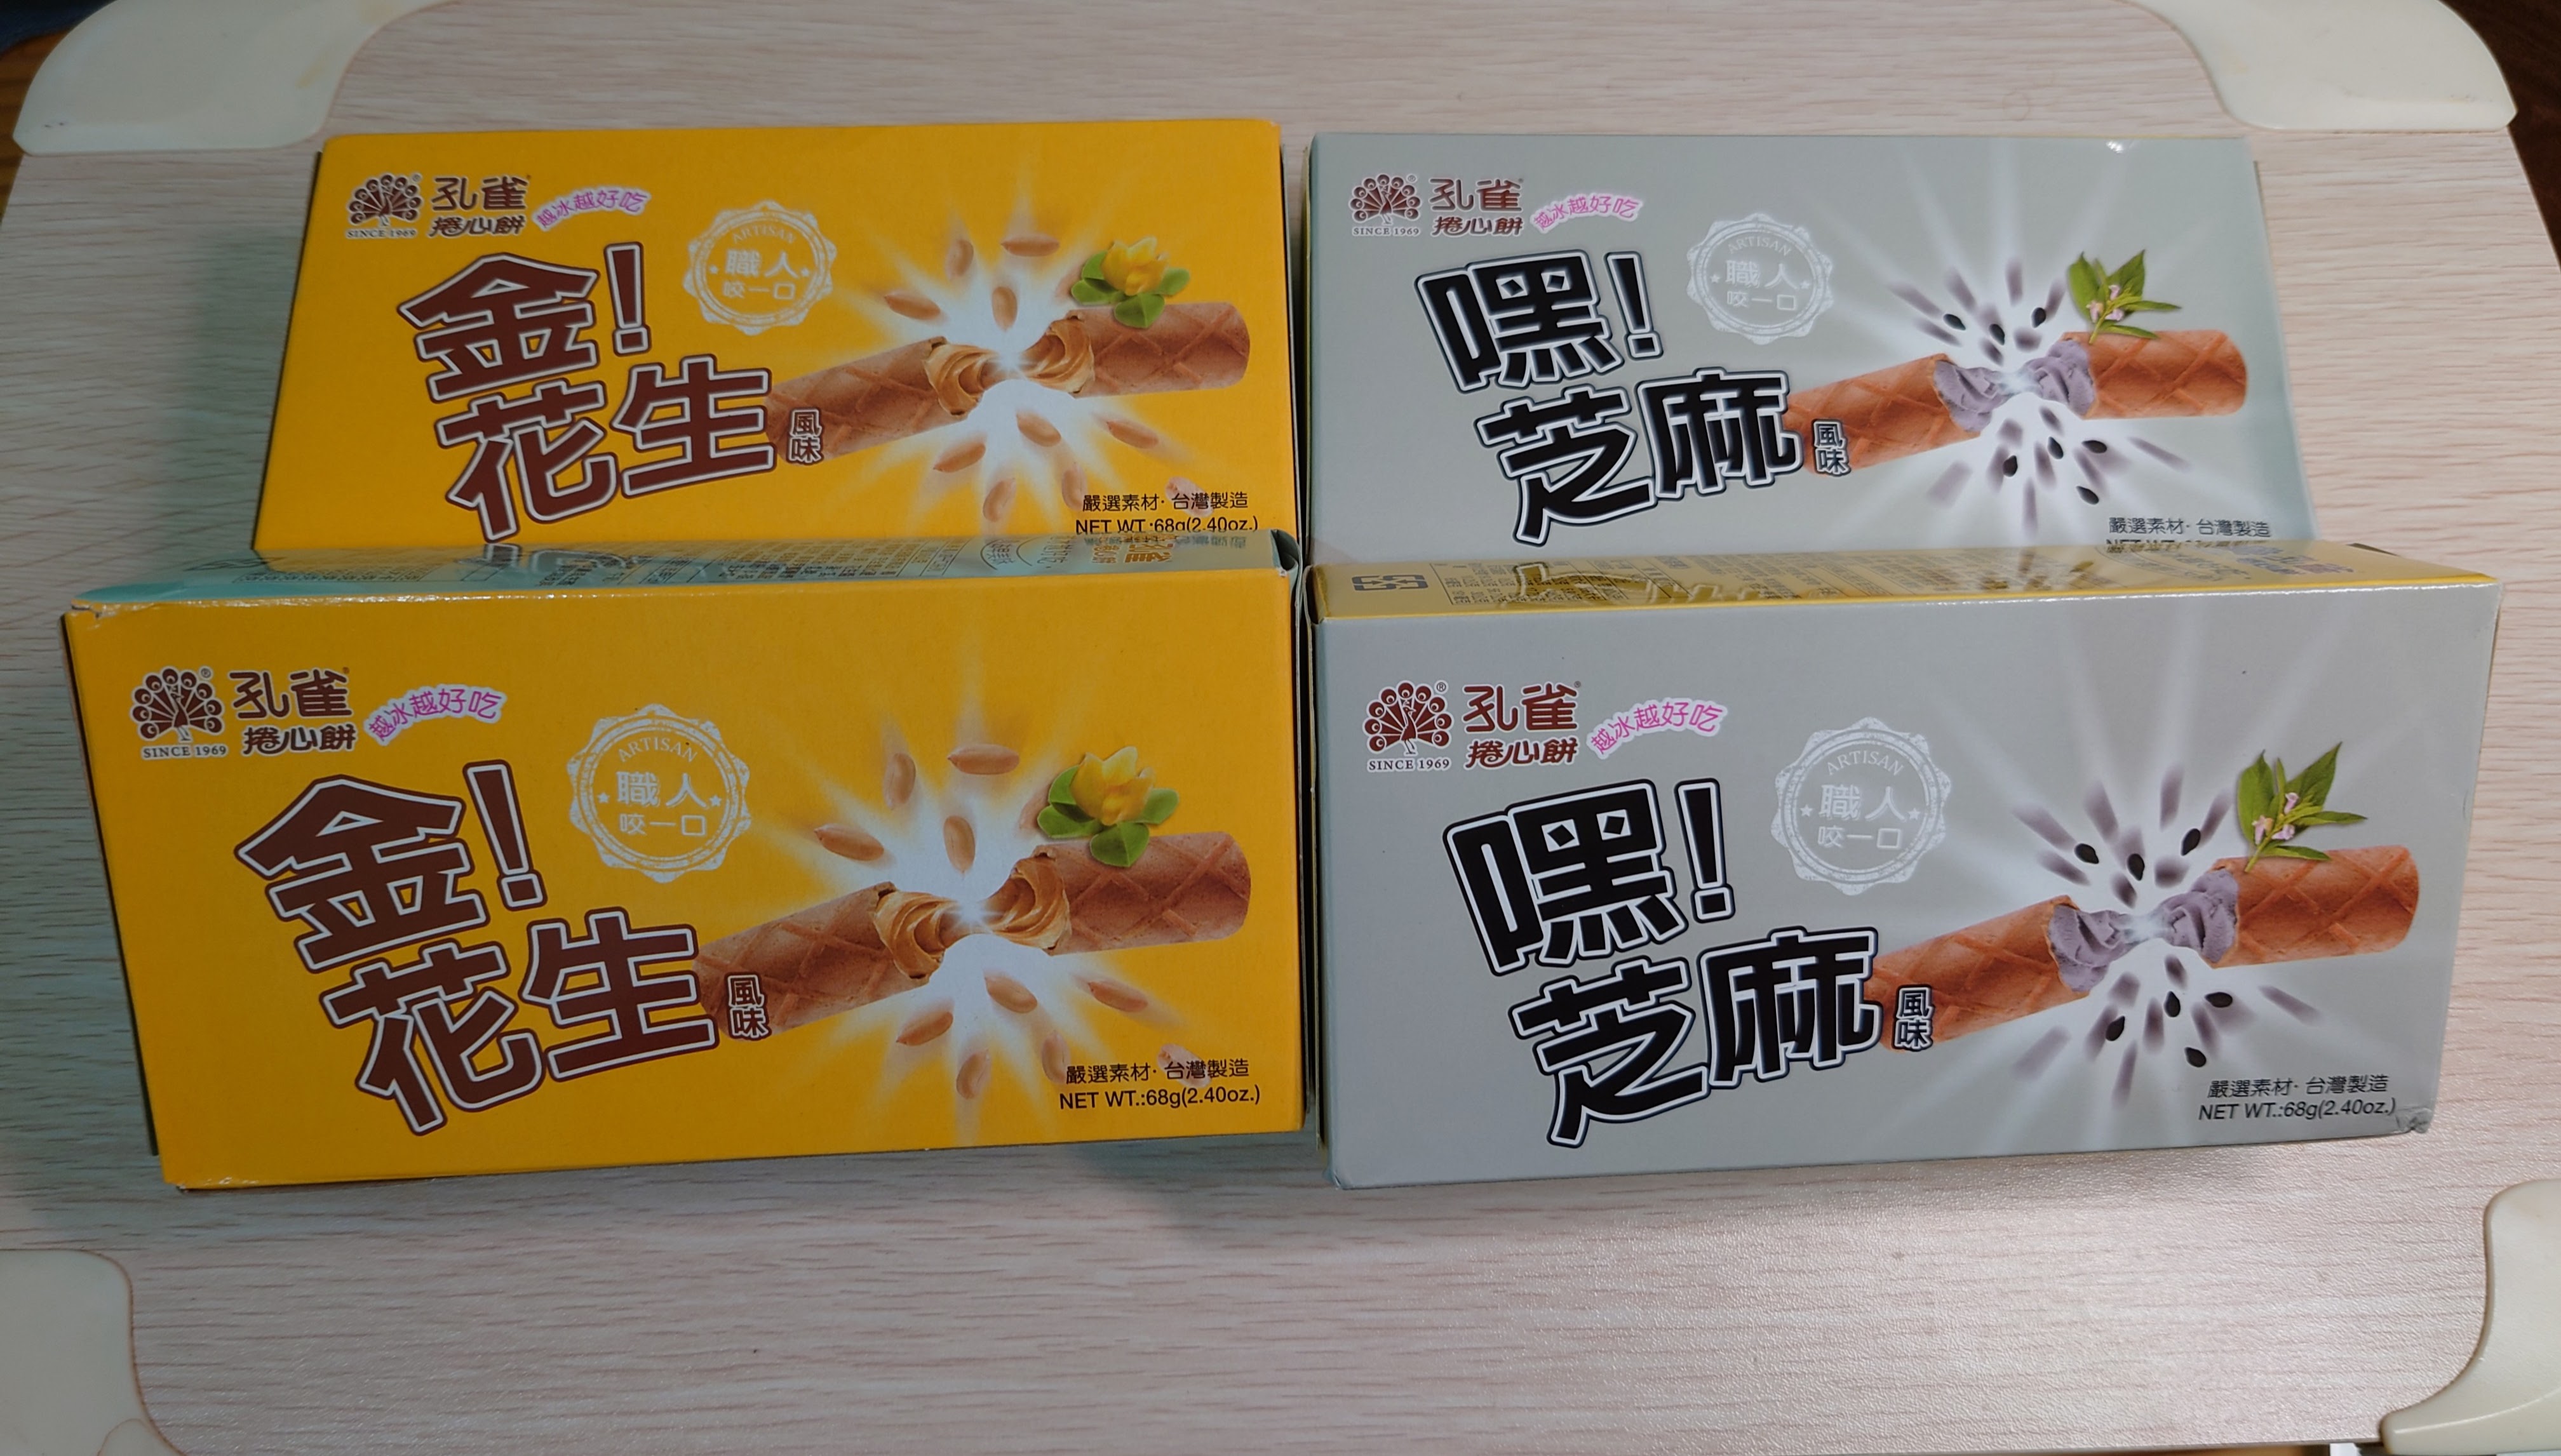 孔雀
捲心餅
SINCE 1969
越冰越好吃
ARTISAN
職人
咬一口
金!
花生
風味
嚴選素材·台灣製造
NET WT.:68g(2.40oz.)
孔雀
捲心餅
SINCE 1969
越冰越好吃
ARTISAN
職人
咬一口
嘿!
芝麻
風味
嚴選素材·台灣製造
孔雀
捲心餅
SINCE 1969
越冰越好吃
ARTISAN
職人
咬一口
金!
花生
風味
嚴選素材·台灣製造
NET WT.:68g(2.40oz.)
孔雀
捲心餅
SINCE 1969
越冰越好吃
ARTISAN
職人
咬一口
嘿!
芝麻
風味
嚴選素材·台灣製造
NET WT.:68g(2.40oz.)